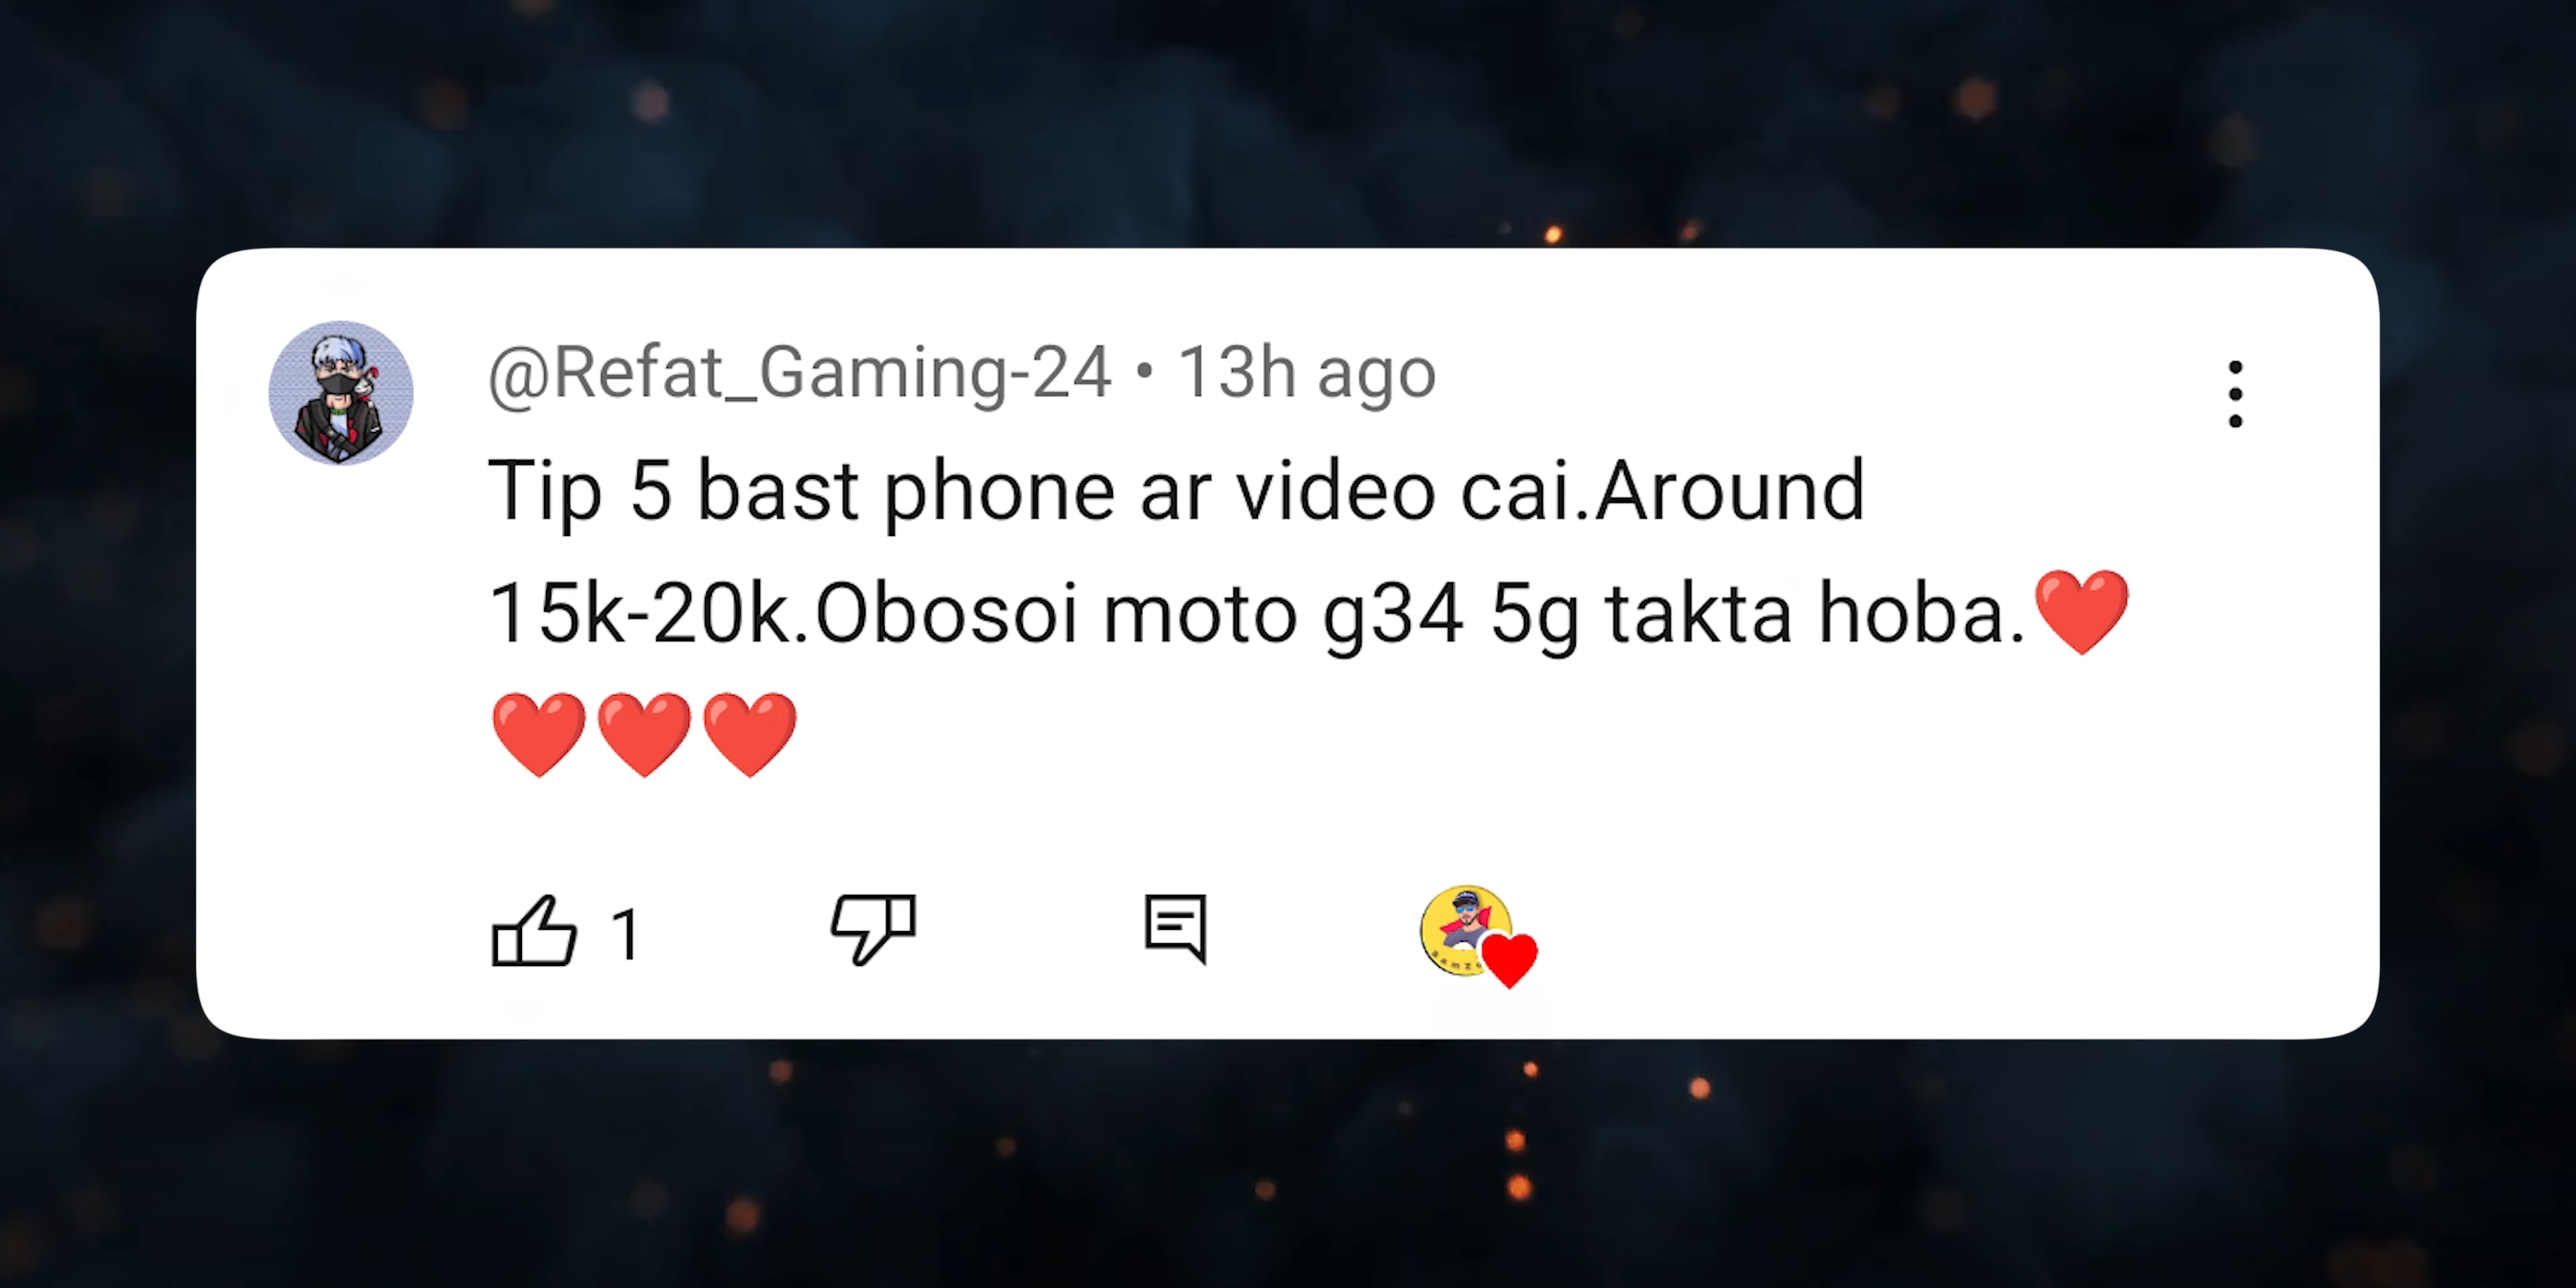 @Refat_Gaming-24 • 13h ago
Tip 5 bast phone ar video cai.Around
15k-20k.Obosoi moto g34 5g takta hoba.❤️
❤️❤️❤️
1